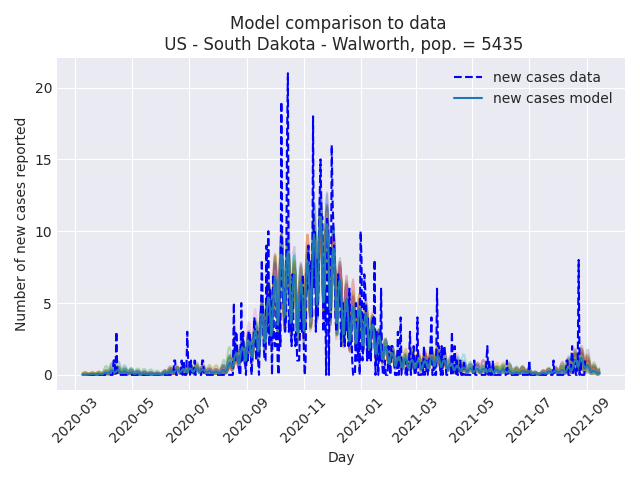 Model comparison to data
US - South Dakota - Walworth, pop. = 5435
new cases data
new cases model
Number of new cases reported
20
15
10
5
0
2020-03
2020-05
2020-07
2020-09
2020-11
2021-01
2021-03
2021-05
2021-07
2021-09
Day